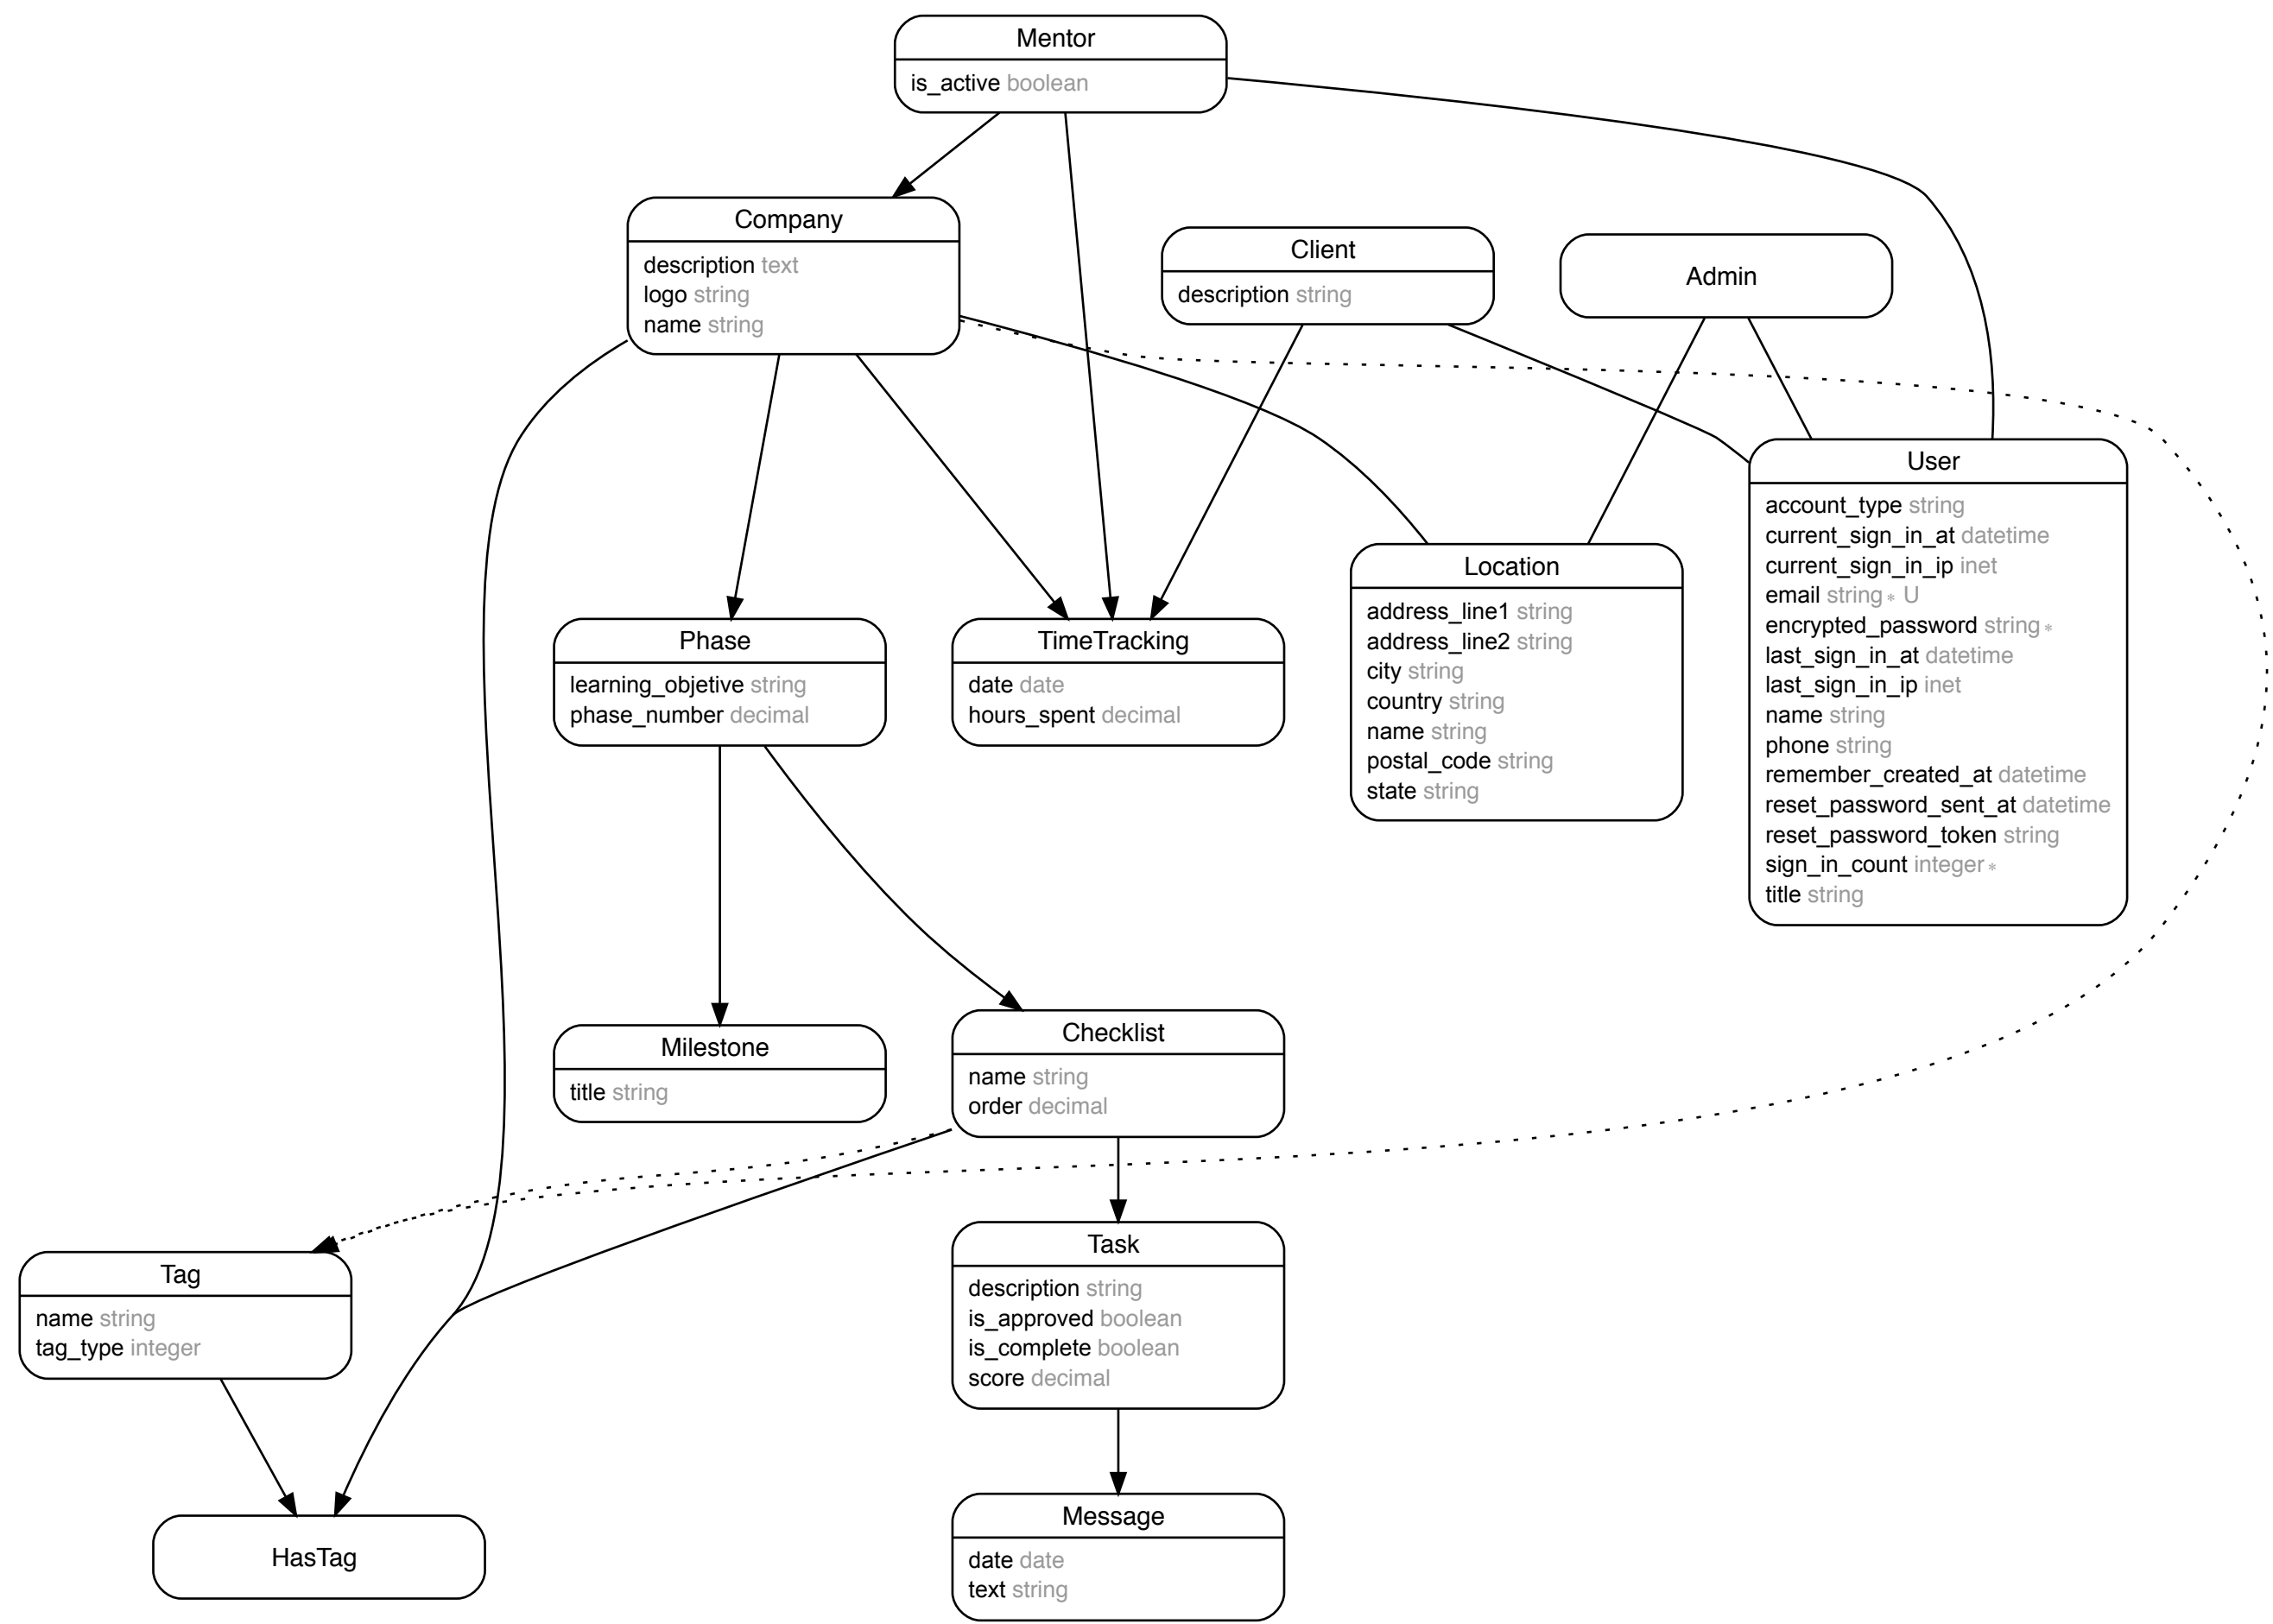 Mentor
is_active boolean
Company
description text
logo string
name string
Client
description string
Admin
User
account_type string
current_sign_in_at datetime
current_sign_in_ip inet
email string * U
encrypted_password string *
last_sign_in_at datetime
last_sign_in_ip inet
name string
phone string
remember_created_at datetime
reset_password_sent_at datetime
reset_password_token string
sign_in_count integer *
title string
Location
address_line1 string
address_line2 string
city string
country string
name string
postal_code string
state string
Phase
learning_objetive string
phase_number decimal
TimeTracking
date date
hours_spent decimal
Milestone
title string
Checklist
name string
order decimal
Tag
name string
tag_type integer
Task
description string
is_approved boolean
is_complete boolean
score decimal
HasTag
Message
date date
text string